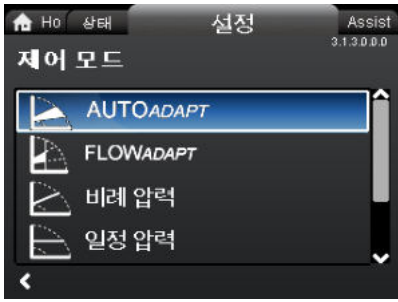 Ho 상태 설정 Assist
3.1.3.0.0.0
제어 모드
AUTOADAPT
FLOWADAPT
비례 압력
일정 압력